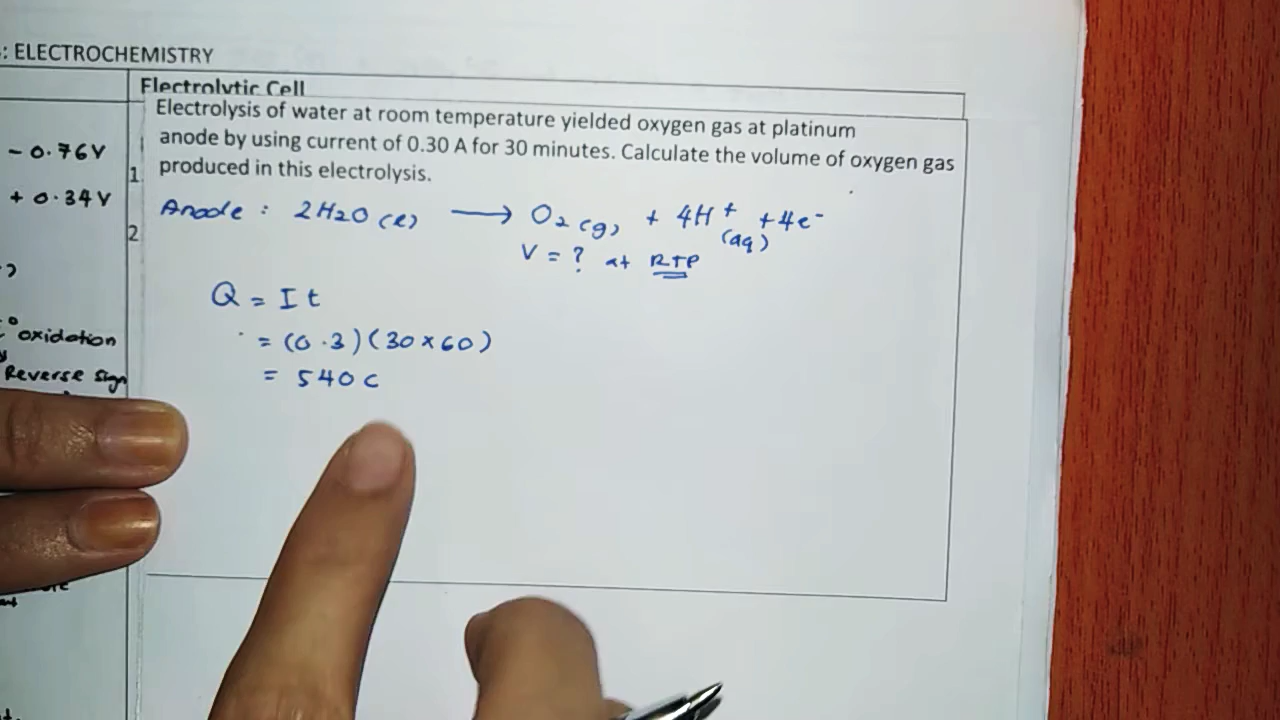 : ELECTROCHEMISTRY
Electrolytic Cell
Electrolysis of water at room temperature yielded oxygen gas at platinum
anode by using current of 0.30 A for 30 minutes. Calculate the volume of oxygen gas
produced in this electrolysis.
1
2
- 0.76V
+ 0.34V
oxidation
Reverse sign
Anode : 2H2O (l) ⟶ O2 (g) + 4H+ (aq) + 4e-
V = ? at RTP
Q = It
= (0.3)(30×60)
= 540 C